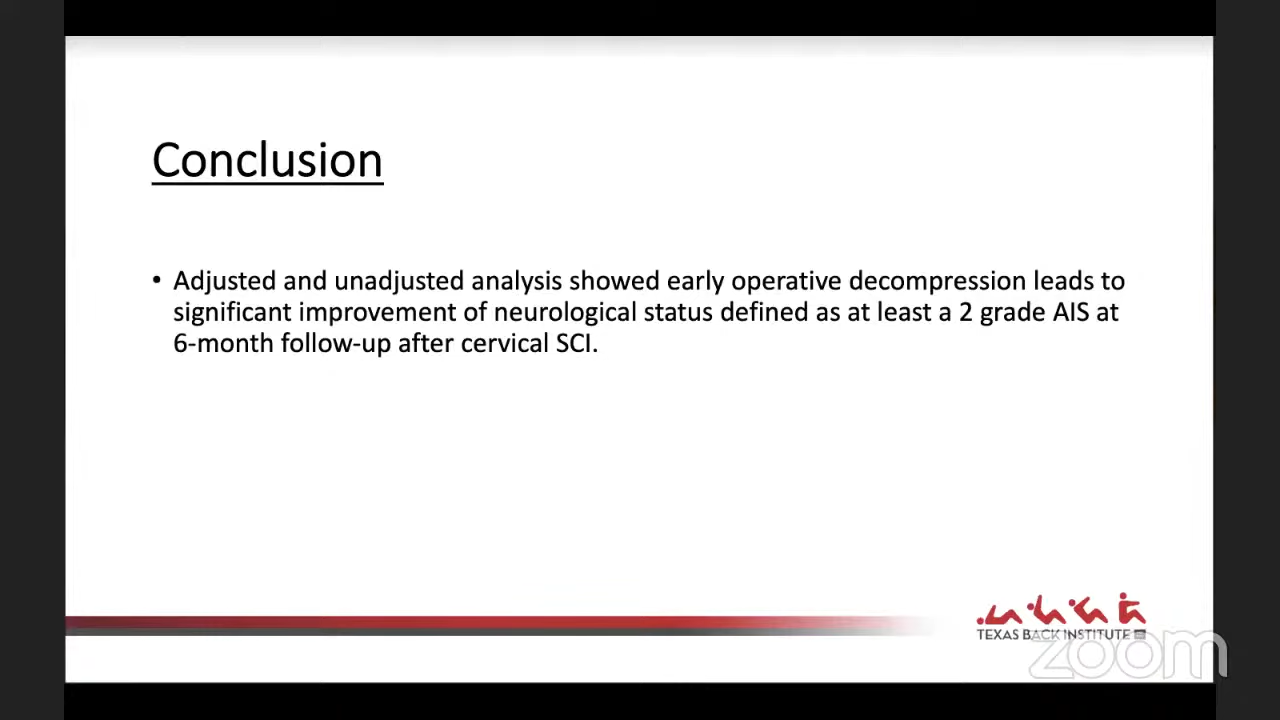 Conclusion
• Adjusted and unadjusted analysis showed early operative decompression leads to
significant improvement of neurological status defined as at least a 2 grade AIS at
6-month follow-up after cervical SCI.
TEXAS BACK INSTITUTE
zoom